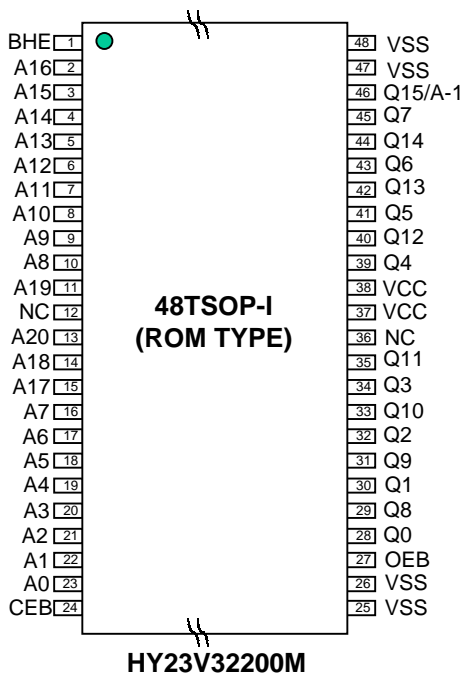 BHE 1 48 VSS
A16 2 47 VSS
A15 3 46 Q15/A-1
A14 4 45 Q7
A13 5 44 Q14
A12 6 43 Q6
A11 7 42 Q13
A10 8 41 Q5
A9 9 40 Q12
A8 10 39 Q4
A19 11 38 VCC
NC 12 37 VCC
48TSOP-I
A20 13 36 NC
(ROM TYPE)
A18 14 35 Q11
A17 15 34 Q3
A7 16 33 Q10
A6 17 32 Q2
A5 18 31 Q9
A4 19 30 Q1
A3 20 29 Q8
A2 21 28 Q0
A1 22 27 OEB
A0 23 26 VSS
CEB 24 25 VSS
HY23V32200M